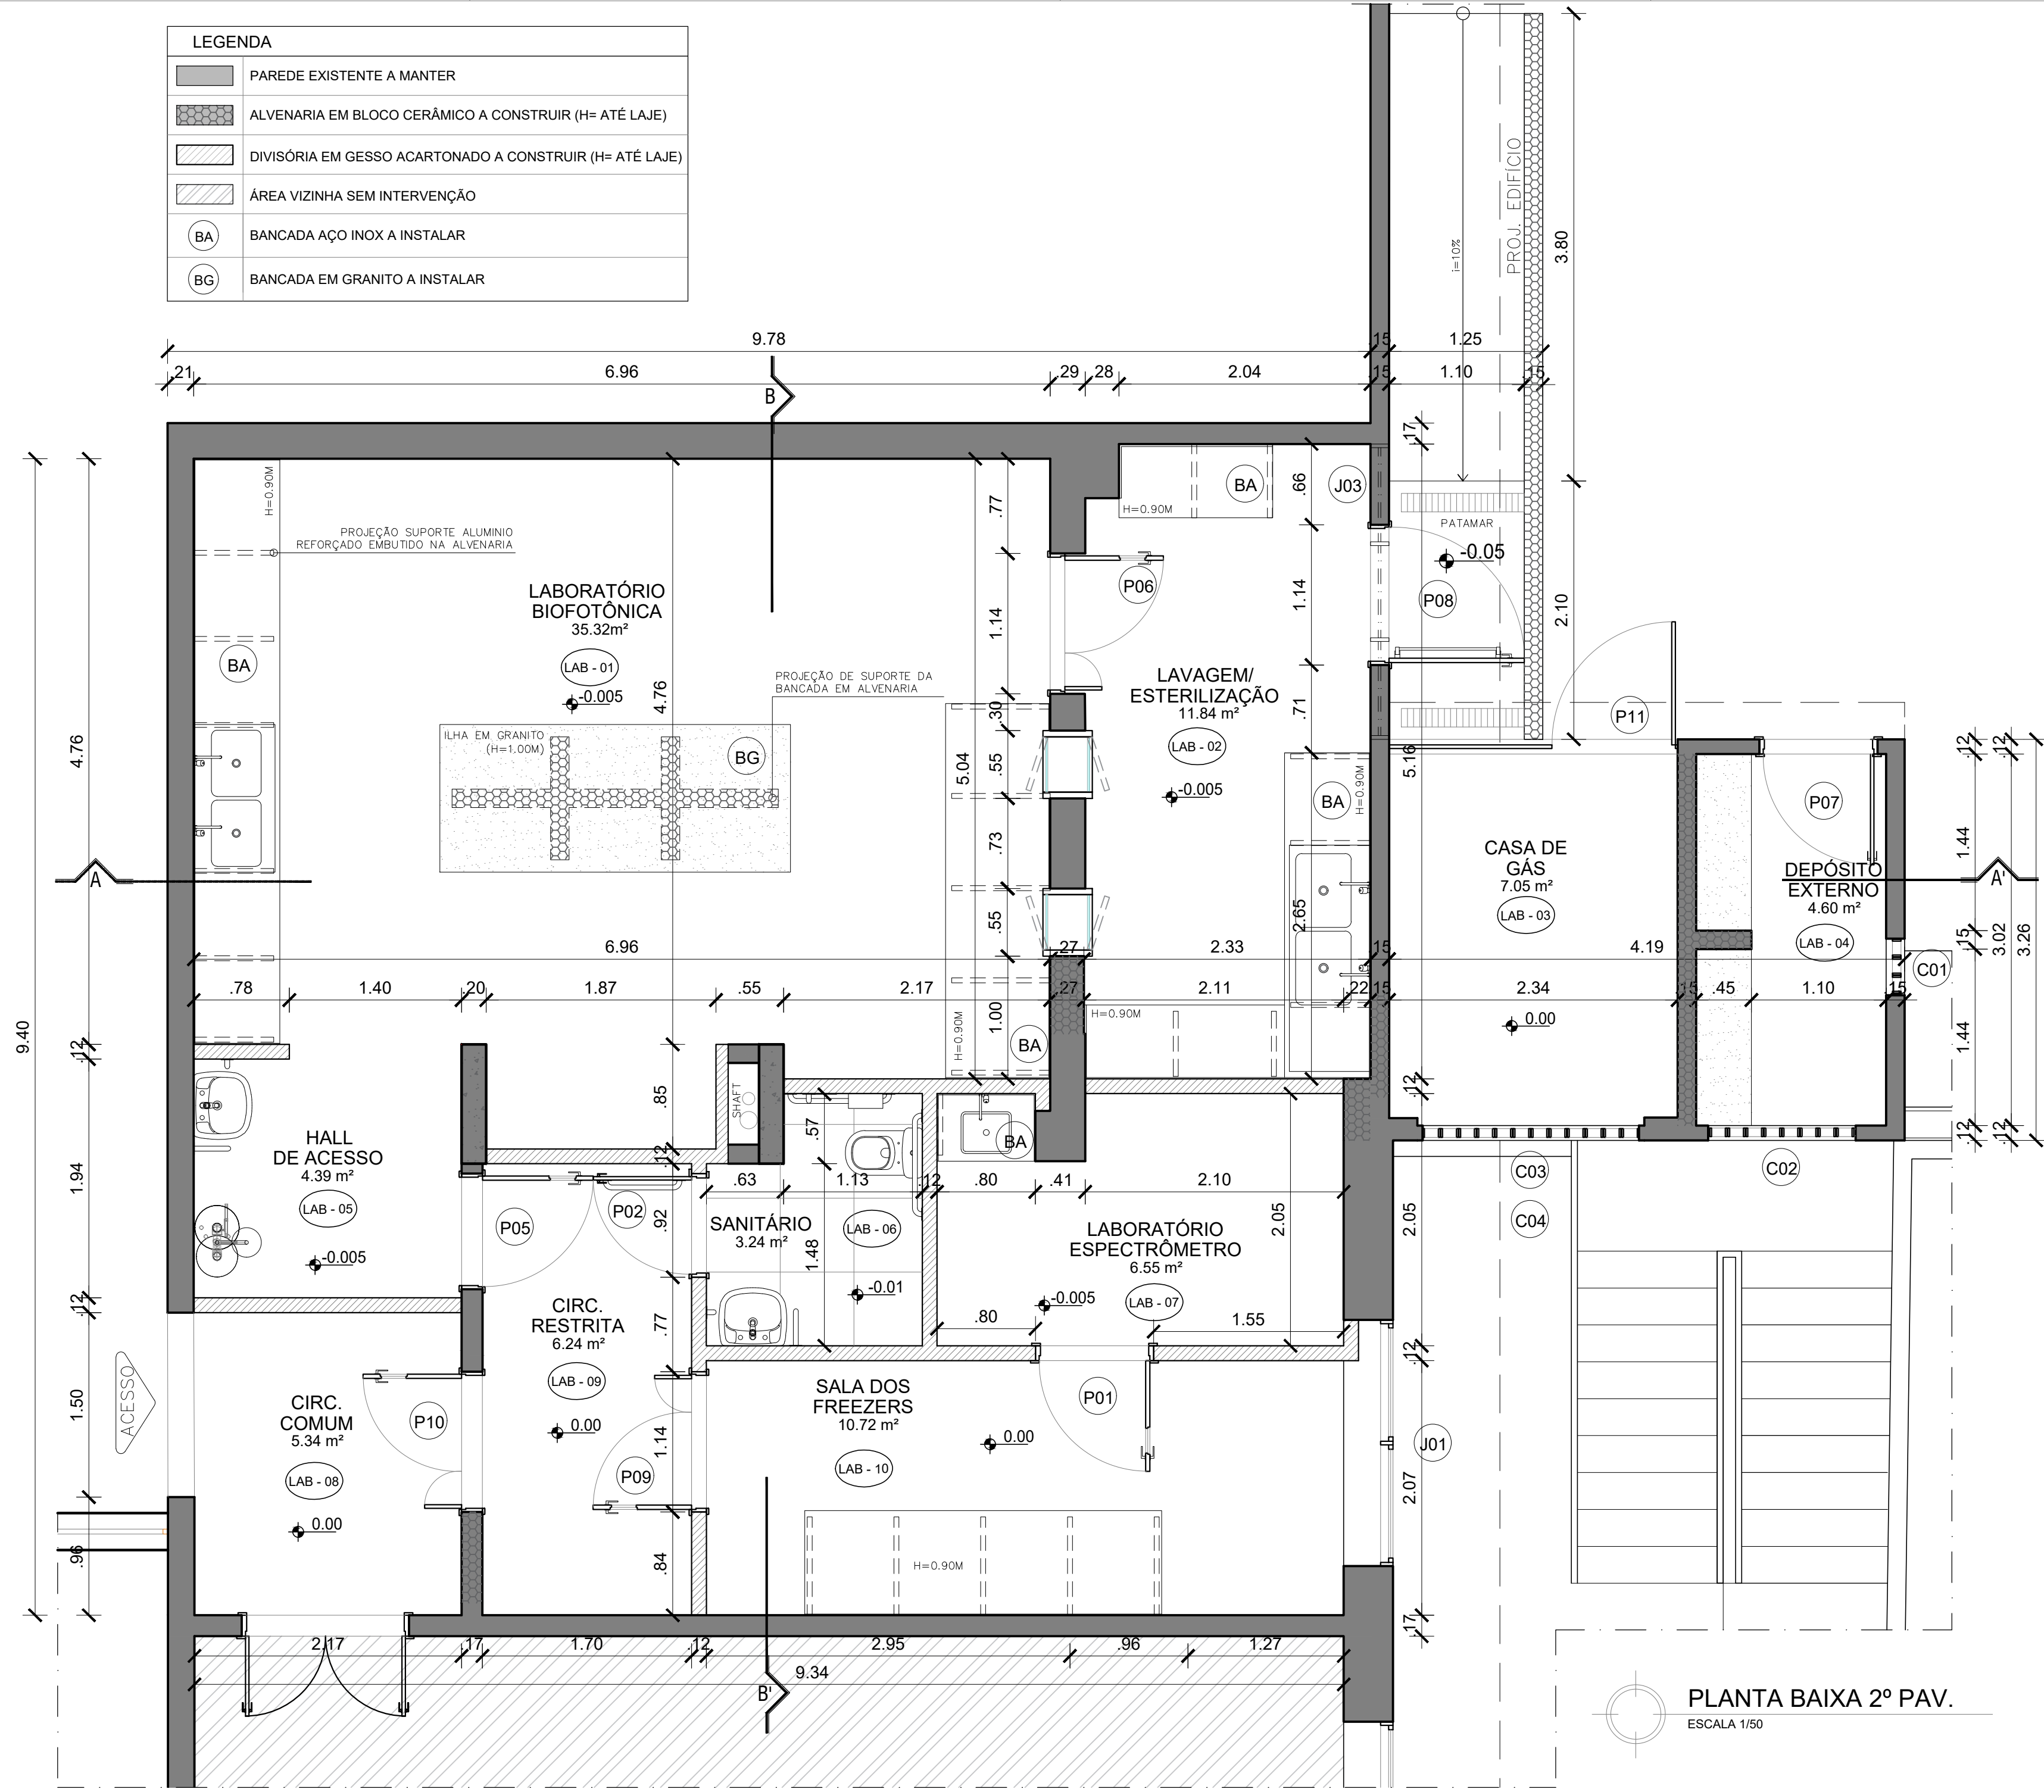 LEGENDA
PAREDE EXISTENTE A MANTER
ALVENARIA EM BLOCO CERÂMICO A CONSTRUIR (H= ATÉ LAJE)
DIVISÓRIA EM GESSO ACARTONADO A CONSTRUIR (H= ATÉ LAJE)
ÁREA VIZINHA SEM INTERVENÇÃO
BA BANCADA AÇO INOX A INSTALAR
BG BANCADA EM GRANITO A INSTALAR
i=10%
PROJ. EDIFÍCIO
3.80
9.78 .15 1.25
.21 6.96 .29 .28 2.04 .15 1.10 .15
B
.17
H=0.90M
PROJEÇÃO SUPORTE ALUMINIO
REFORÇADO EMBUTIDO NA ALVENARIA
.77
BA
H=0.90M
.66
J03
PATAMAR
-0.05
P08
2.10
LABORATÓRIO
BIOFOTÔNICA
35.32m²
LAB - 01
-0.005
4.76
1.14
P06
1.14
BA
PROJEÇÃO DE SUPORTE DA
BANCADA EM ALVENARIA
LAVAGEM/
ESTERILIZAÇÃO
11.84 m²
LAB - 02
-0.005
.71
.30
P11
ILHA EM GRANITO
(H=1.00M)
BG
4.76
5.04
.55
5.16
H=0.90M
BA
.12 .12
P07
9.40
.73
CASA DE
GÁS
7.05 m²
LAB - 03
DEPÓSITO
EXTERNO
4.60 m²
LAB - 04
1.44
A
A'
.55
2.65
.15
3.02
3.26
6.96 .27 2.33 .15 4.19
C01
.78 1.40 .20 1.87 .55 2.17 .27 2.11 .22 .15 2.34 .15 .45 1.10 .15
1.00
H=0.90M
BA
H=0.90M
0.00
1.44
.12
.85
SHAFT
.12
.57
BA
.12 .12
HALL
DE ACESSO
4.39 m²
LAB - 05
-0.005
1.94
.12
C03
C02
C04
.63 1.13 .12 .80 .41 2.10
P05
P02
.92
SANITÁRIO
3.24 m²
LAB - 06
1.48
-0.01
LABORATÓRIO
ESPECTRÔMETRO
6.55 m²
LAB - 07
-0.005
2.05
2.05
.12
CIRC.
RESTRITA
6.24 m²
LAB - 09
0.00
.77
.80
1.55
.12
ACESSO
1.50
CIRC.
COMUM
5.34 m²
LAB - 08
0.00
P10
1.14
P09
SALA DOS
FREEZERS
10.72 m²
LAB - 10
0.00
P01
J01
2.07
.96
.84
H=0.90M
.17
2.17 .17 1.70 .12 2.95 .96 1.27
9.34
B'
PLANTA BAIXA 2º PAV.
ESCALA 1/50